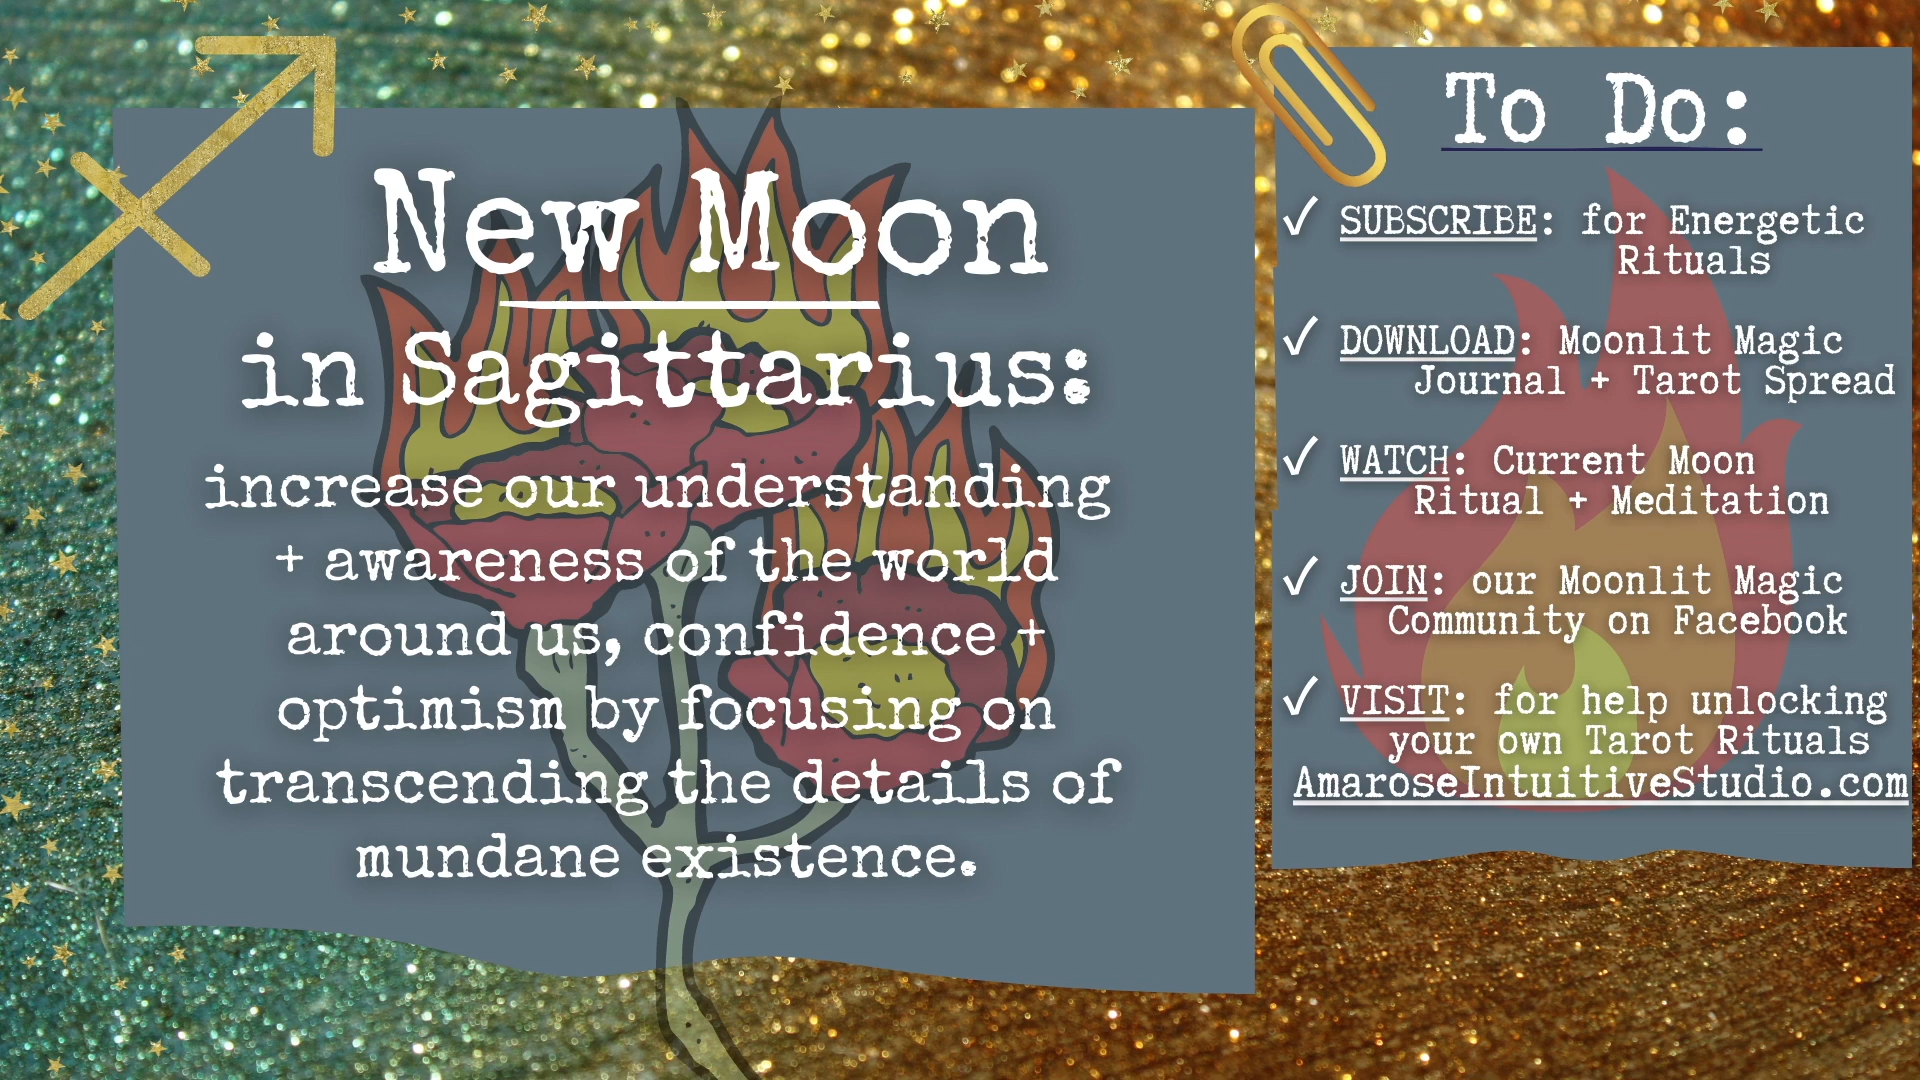 New Moon
in Sagittarius:
increase our understanding
+ awareness of the world
around us, confidence +
optimism by focusing on
transcending the details of
mundane existence.
To Do:
✓ SUBSCRIBE: for Energetic
Rituals
✓ DOWNLOAD: Moonlit Magic
Journal + Tarot Spread
✓ WATCH: Current Moon
Ritual + Meditation
✓ JOIN: our Moonlit Magic
Community on Facebook
✓ VISIT: for help unlocking
your own Tarot Rituals
AmaroseIntuitiveStudio.com